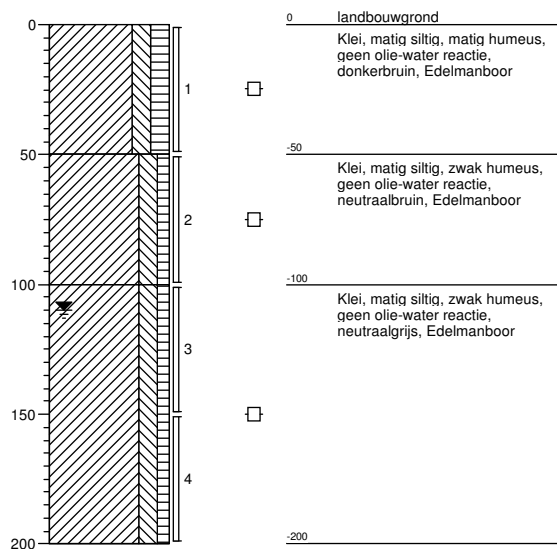 0
50
100
150
200
1
2
3
4
0
landbouwgrond
Klei, matig siltig, matig humeus,
geen olie-water reactie,
donkerbruin, Edelmanboor
-50
Klei, matig siltig, zwak humeus,
geen olie-water reactie,
neutraalbruin, Edelmanboor
-100
Klei, matig siltig, zwak humeus,
geen olie-water reactie,
neutraalgrijs, Edelmanboor
-200